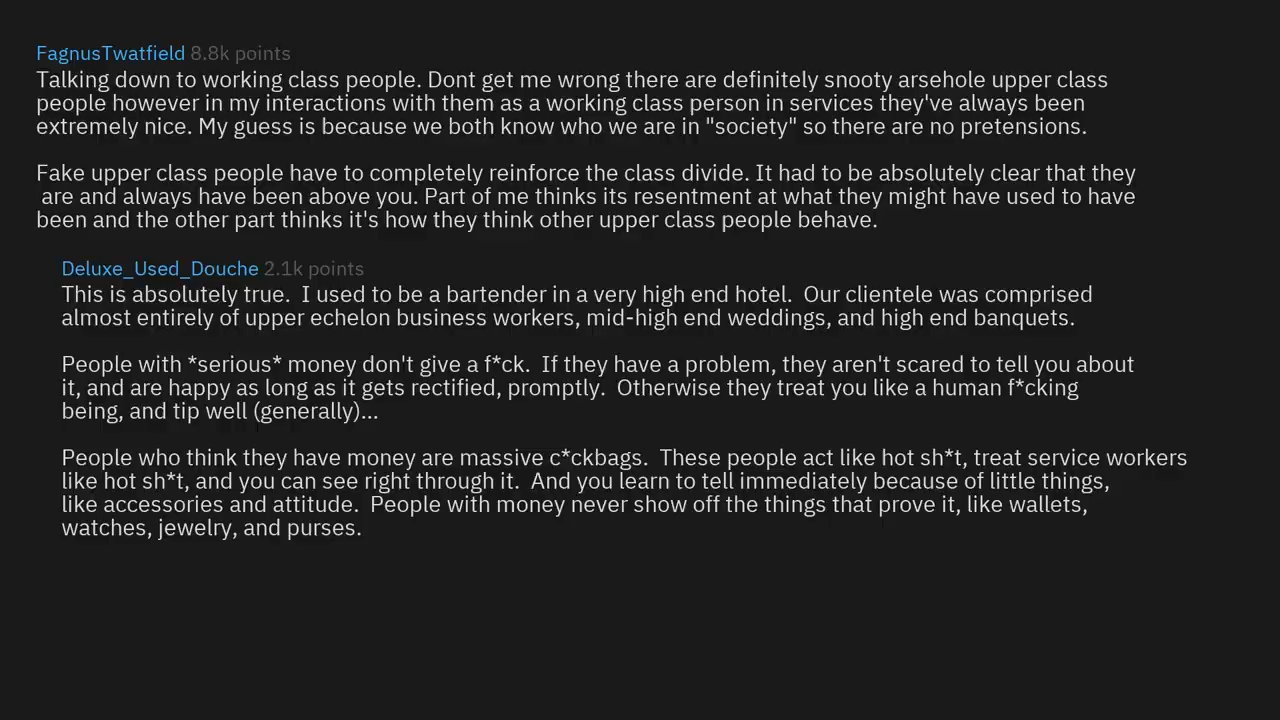 FagnusTwatfield 8.8k points
Talking down to working class people. Dont get me wrong there are definitely snooty arsehole upper class
people however in my interactions with them as a working class person in services they've always been
extremely nice. My guess is because we both know who we are in "society" so there are no pretensions.
Fake upper class people have to completely reinforce the class divide. It had to be absolutely clear that they
are and always have been above you. Part of me thinks its resentment at what they might have used to have
been and the other part thinks it's how they think other upper class people behave.
Deluxe_Used_Douche 2.1k points
This is absolutely true.  I used to be a bartender in a very high end hotel.  Our clientele was comprised
almost entirely of upper echelon business workers, mid-high end weddings, and high end banquets.
People with *serious* money don't give a f*ck.  If they have a problem, they aren't scared to tell you about
it, and are happy as long as it gets rectified, promptly.  Otherwise they treat you like a human f*cking
being, and tip well (generally)...
People who think they have money are massive c*ckbags.  These people act like hot sh*t, treat service workers
like hot sh*t, and you can see right through it.  And you learn to tell immediately because of little things,
like accessories and attitude.  People with money never show off the things that prove it, like wallets,
watches, jewelry, and purses.